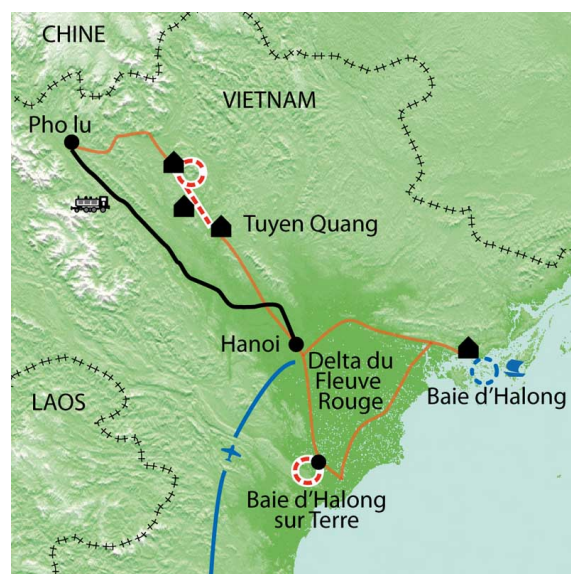 CHINE
VIETNAM
Pho lu
Tuyen Quang
Hanoi
Delta du
Fleuve
Rouge
LAOS
Baie d'Halong
Baie d'Halong
sur Terre